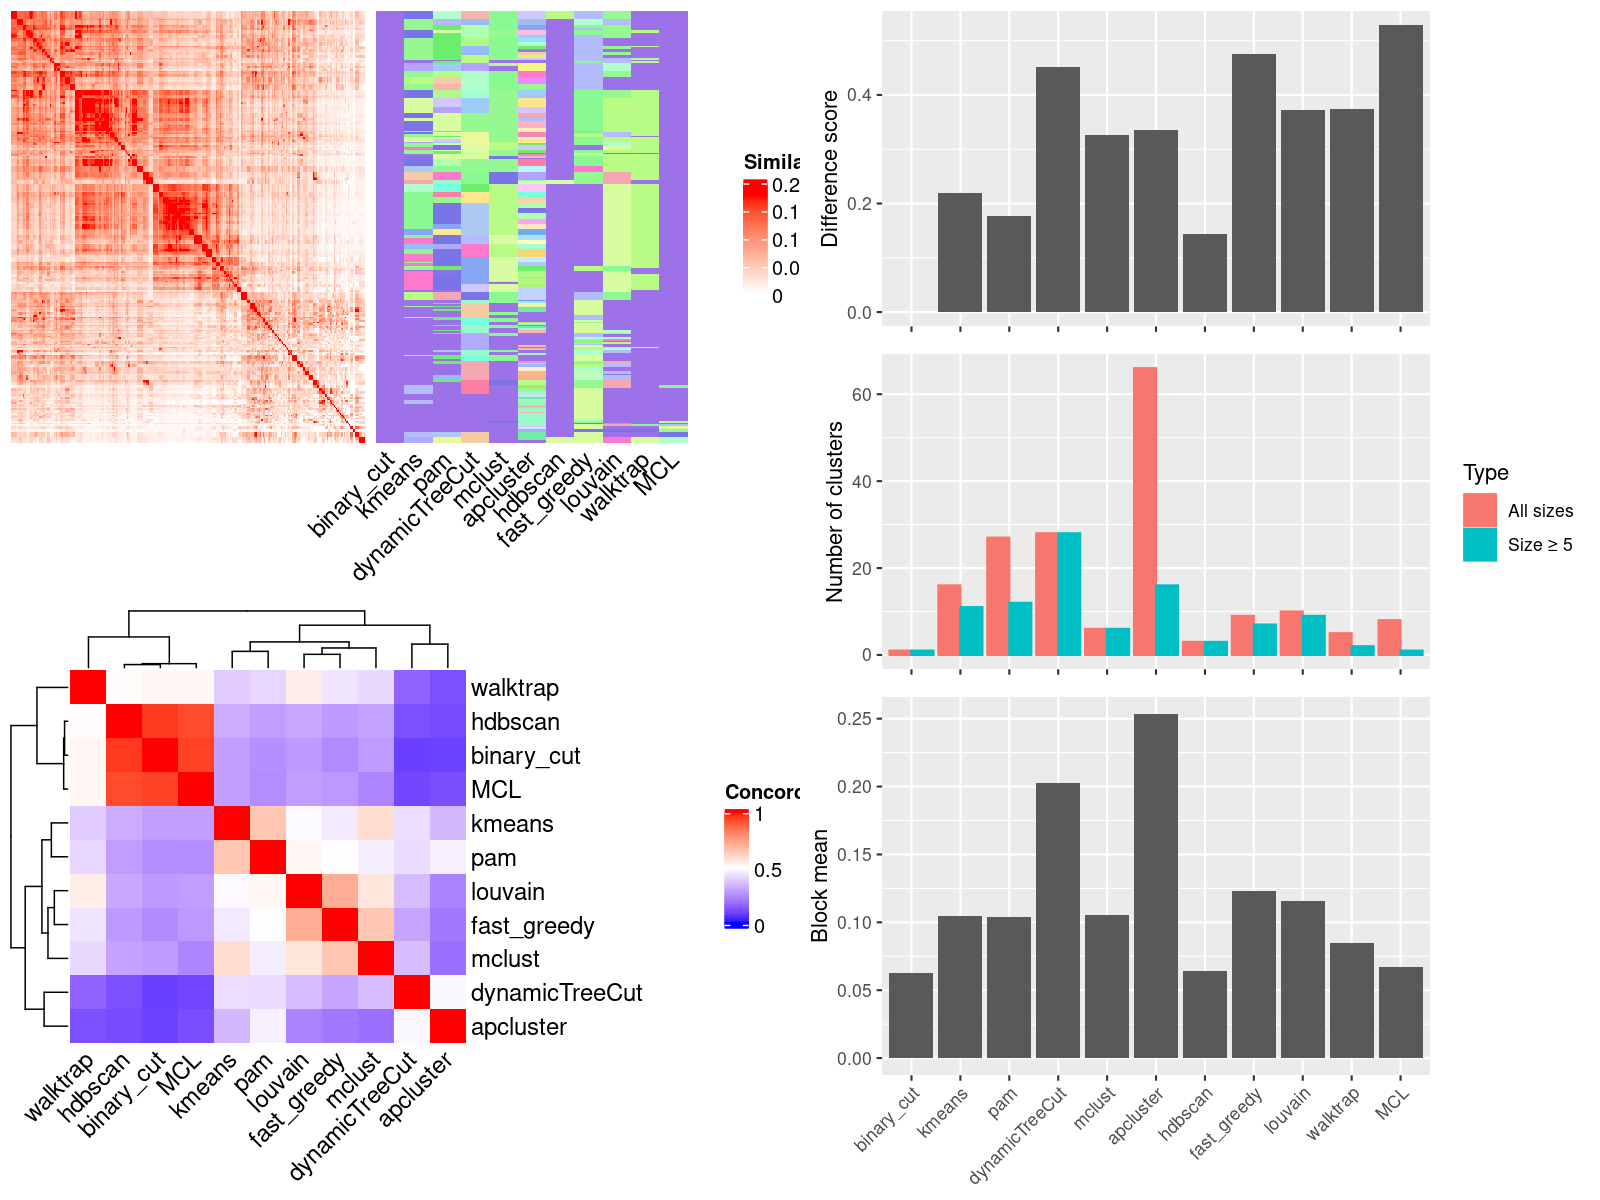 Simila
0.2
0.1
0.1
0.0
0
binary_cut
kmeans
pam
dynamicTreeCut
mclust
apcluster
hdbscan
fast_greedy
louvain
walktrap
MCL
walktrap
hdbscan
binary_cut
MCL
kmeans
pam
louvain
fast_greedy
mclust
dynamicTreeCut
apcluster
walktrap
hdbscan
binary_cut
MCL
kmeans
pam
louvain
fast_greedy
mclust
dynamicTreeCut
apcluster
Concord
1
0.5
0
Difference score
0.4
0.2
0.0
Number of clusters
60
40
20
0
Type
All sizes
Size ≥ 5
Block mean
0.25
0.20
0.15
0.10
0.05
0.00
binary_cut
kmeans
pam
dynamicTreeCut
mclust
apcluster
hdbscan
fast_greedy
louvain
walktrap
MCL